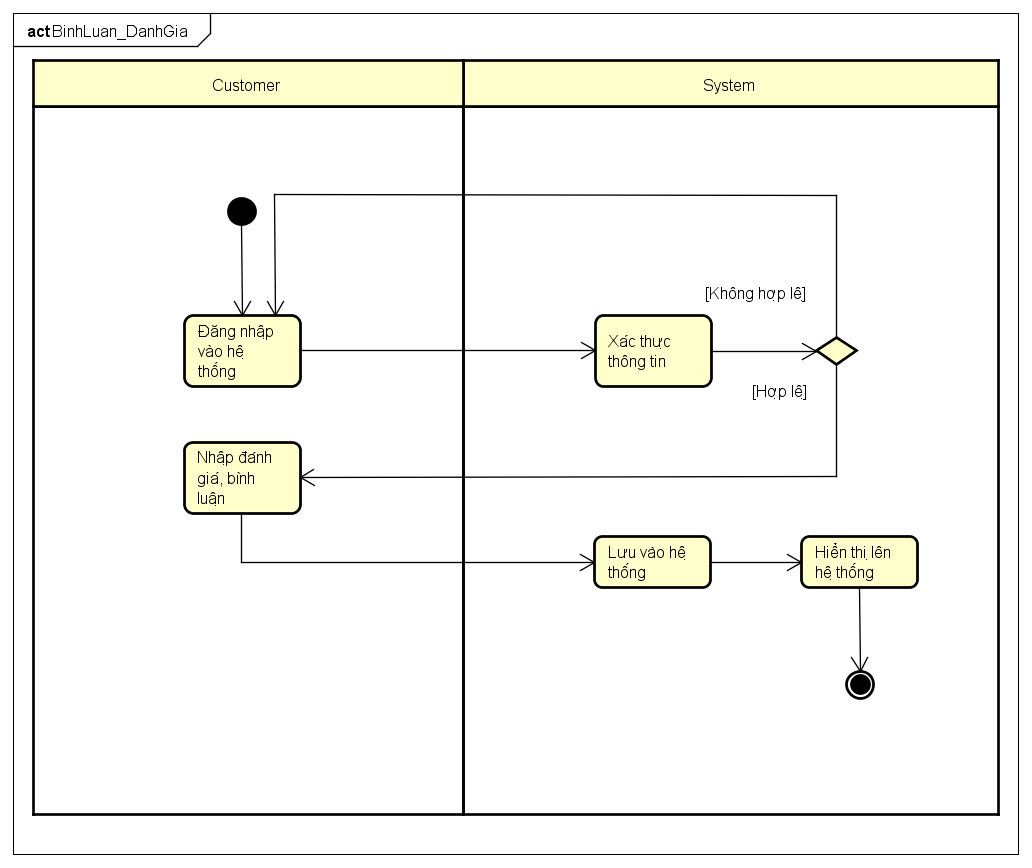 act BinhLuan_DanhGia
Customer
System
[Không hợp lệ]
Đăng nhập
vào hệ
thống
Xác thực
thông tin
[Hợp lệ]
Nhập đánh
giá, bình
luận
Lưu vào hệ
thống
Hiển thị lên
hệ thống